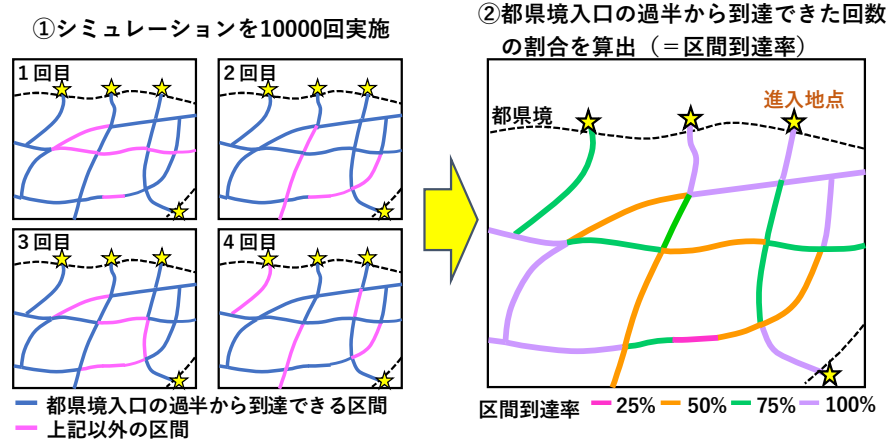 ①シミュレーションを10000回実施
1回目
2回目
3回目
4回目
都県境入口の過半から到達できる区間
上記以外の区間
②都県境入口の過半から到達できた回数
の割合を算出（＝区間到達率）
都県境
進入地点
区間到達率 25% 50% 75% 100%